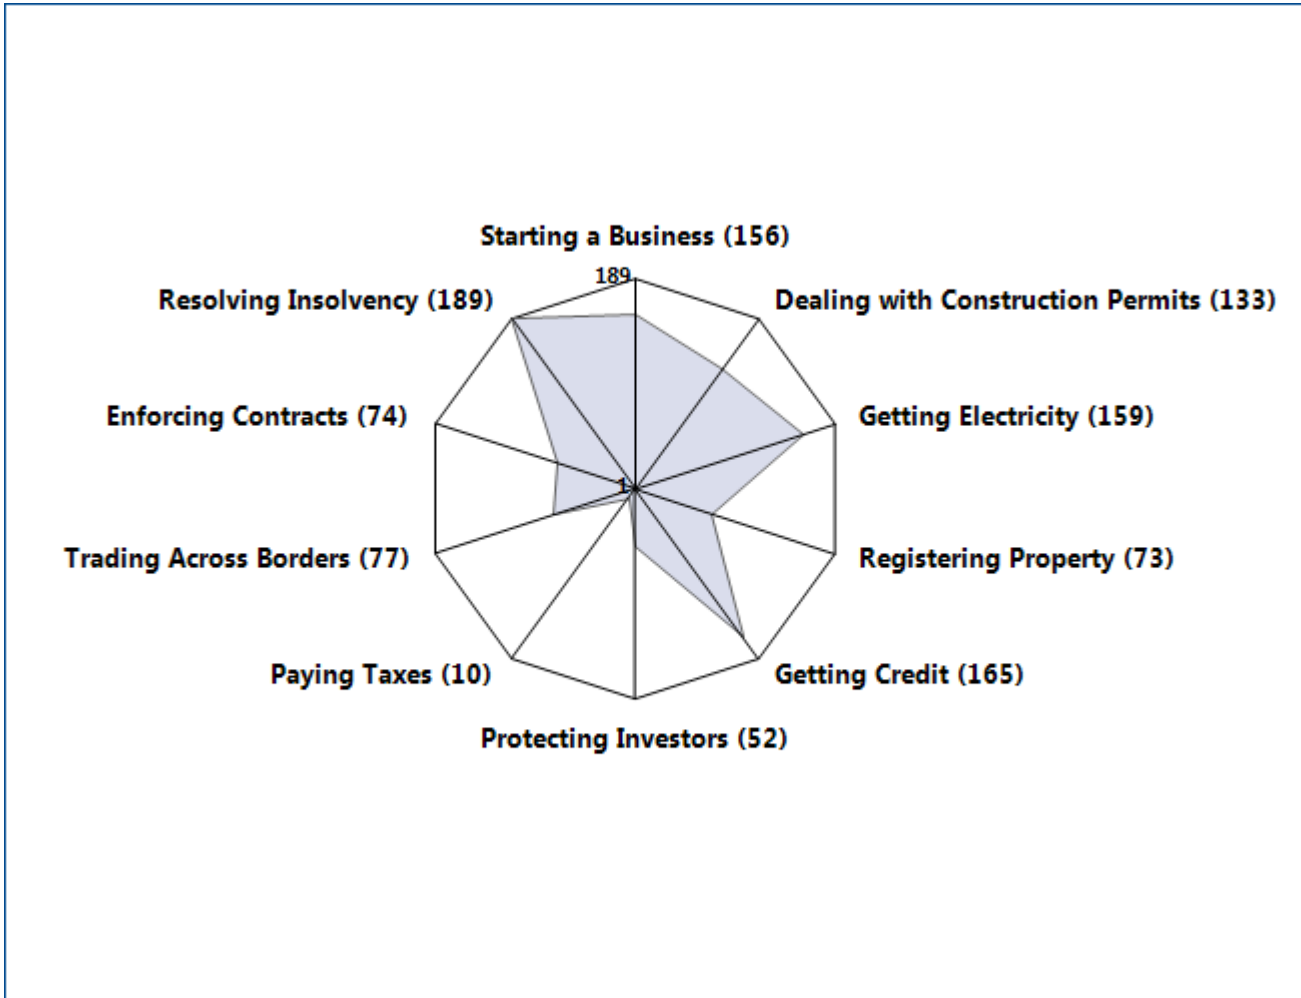 Starting a Business (156)
189
Resolving Insolvency (189)
Dealing with Construction Permits (133)
Enforcing Contracts (74)
Getting Electricity (159)
1
Trading Across Borders (77)
Registering Property (73)
Paying Taxes (10)
Getting Credit (165)
Protecting Investors (52)